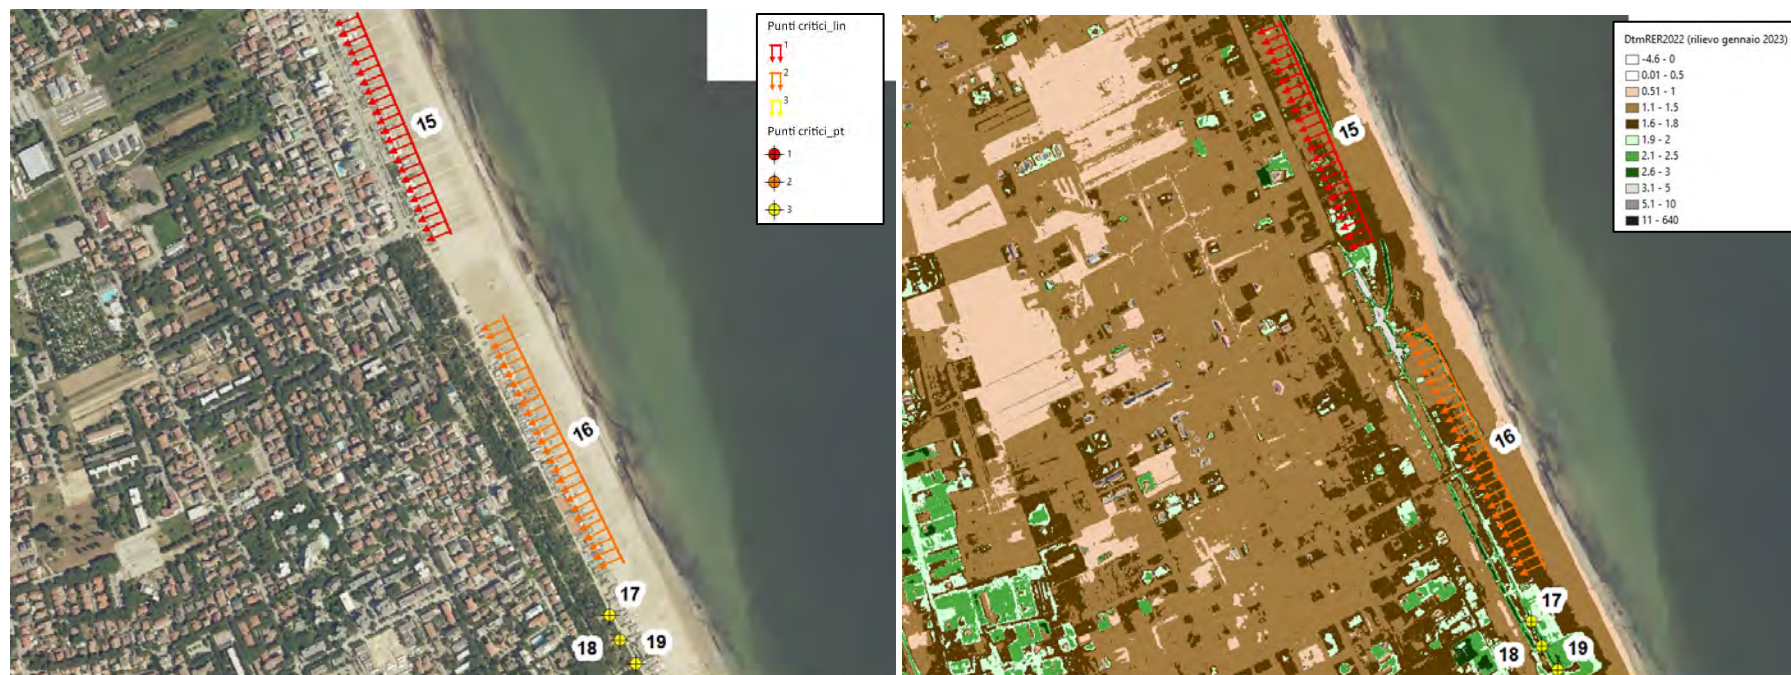 Punti critici_lin
1
2
3
Punti critici_pt
1
2
3
15
16
17
18
19
DtmRER2022 (rilievo gennaio 2023)
-4.6 - 0
0.01 - 0.5
0.51 - 1
1.1 - 1.5
1.6 - 1.8
1.9 - 2
2.1 - 2.5
2.6 - 3
3.1 - 5
5.1 - 10
11 - 640
15
16
17
18
19